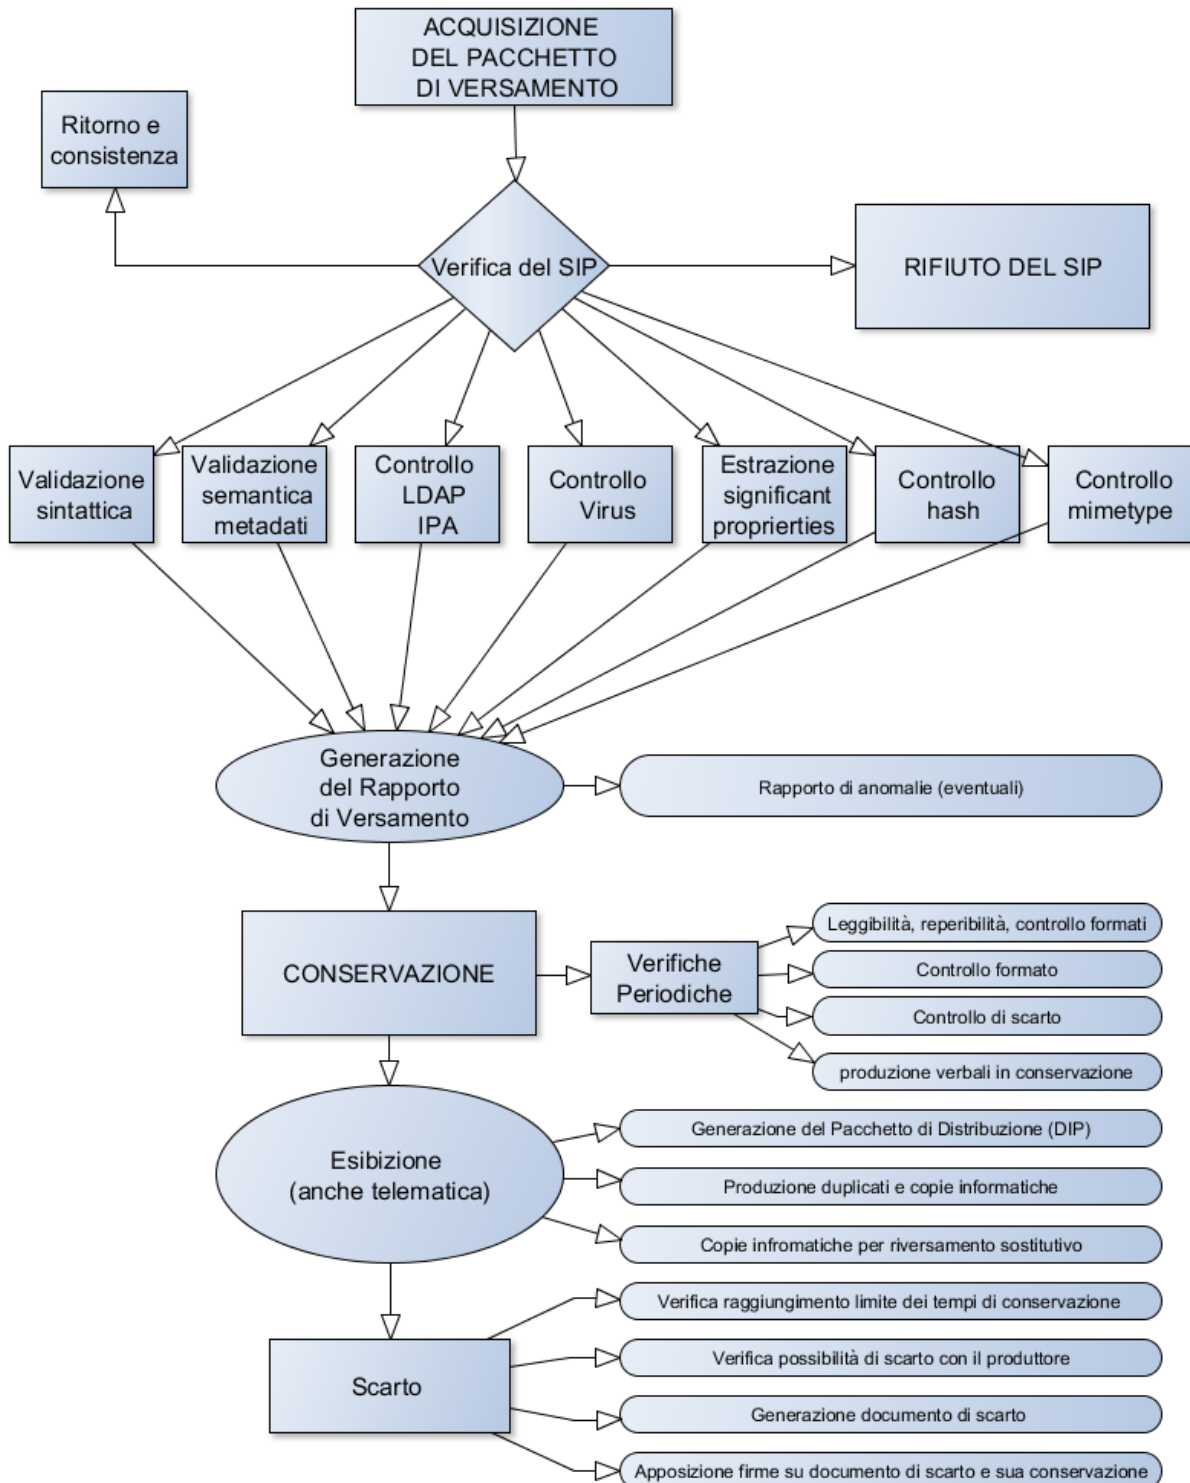 ACQUISIZIONE
DEL PACCHETTO
DI VERSAMENTO
Ritorno e
consistenza
Verifica del SIP
RIFIUTO DEL SIP
Validazione
sintattica
Validazione
semantica
metadati
Controllo
LDAP
IPA
Controllo
Virus
Estrazione
significant
proprierties
Controllo
hash
Controllo
mimetype
Generazione
del Rapporto
di Versamento
Rapporto di anomalie (eventuali)
CONSERVAZIONE
Verifiche
Periodiche
Leggibilità, reperibilità, controllo formati
Controllo formato
Controllo di scarto
produzione verbali in conservazione
Esibizione
(anche telematica)
Generazione del Pacchetto di Distribuzione (DIP)
Produzione duplicati e copie informatiche
Copie infromatiche per riversamento sostitutivo
Scarto
Verifica raggiungimento limite dei tempi di conservazione
Verifica possibilità di scarto con il produttore
Generazione documento di scarto
Apposizione firme su documento di scarto e sua conservazione